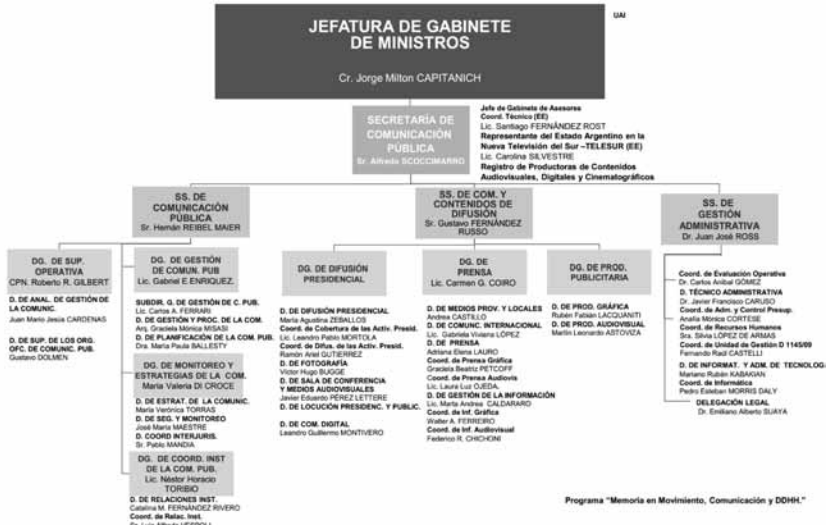 JEFATURA DE GABINETE
DE MINISTROS
Cr. Jorge Milton CAPITANICH
UAI
SECRETARÍA DE
COMUNICACIÓN
PÚBLICA
Sr. Alfredo SCOCCIMARRO
Jefe de Gabinete de Asesores
Coord. Técnico (EE)
Lic. Santiago FERNÁNDEZ ROST
Representante del Estado Argentino en la
Nueva Televisión del Sur –TELESUR (EE)
Lic. Carolina SILVESTRE
Registro de Productoras de Contenidos
Audiovisuales, Digitales y Cinematográficos
SS. DE
COMUNICACIÓN
PÚBLICA
Sr. Hernán REIBEL MAIER
SS. DE COM. Y
CONTENIDOS DE
DIFUSIÓN
Sr. Gustavo FERNÁNDEZ
RUSSO
SS. DE
GESTIÓN
ADMINISTRATIVA
Dr. Juan José ROSS
DG. DE SUP.
OPERATIVA
CPN. Roberto R. GILBERT
D. DE ANAL. DE GESTIÓN DE
LA COMUNIC.
Juan Mario Jesús CARDENAS
D. DE SUP. DE LOS ORG.
OFC. DE COMUNIC. PUB.
Gustavo DOLMEN
DG. DE GESTIÓN
DE COMUN. PUB
Lic. Gabriel E.ENRIQUEZ.
SUBDIR. G. DE GESTIÓN DE C. PUB.
Lic. Carlos A. FERRARI
D. DE GESTIÓN Y PROC. DE LA COM.
Arq. Graciela Mónica MISASI
D. DE PLANIFICACIÓN DE LA COM. PUB.
Dra. María Paula BALLESTY
DG. DE MONITOREO Y
ESTRATEGIAS DE LA COM.
María Valeria DI CROCE
D. DE ESTRAT. DE LA COMUNIC.
María Verónica TORRAS
D. DE SEG. Y MONITOREO
José María MAESTRE
D. COORD INTERJURIS.
Sr. Pablo MANDIA
DG. DE COORD. INST
DE LA COM. PUB.
Lic. Néstor Horacio
TORIBIO
D. DE RELACIONES INST.
Catalina M. FERNÁNDEZ RIVERO
Coord. de Relac. Inst.
Sr. Luis Alfredo VESPOLI
DG. DE DIFUSIÓN
PRESIDENCIAL
D. DE DIFUSIÓN PRESIDENCIAL
María Agustina ZEBALLOS
Coord. de Cobertura de las Activ. Presid.
Lic. Leandro Pablo MORTOLA
Coord. de Difus. de las Activ. Presid.
Ramón Ariel GUTIERREZ
D. DE FOTOGRAFÍA
Víctor Hugo BUGGE
D. DE SALA DE CONFERENCIA
Y MEDIOS AUDIOVISUALES
Javier Eduardo PÉREZ LETTERE
D. DE LOCUCIÓN PRESIDENC. Y PUBLIC.
D. DE COM. DIGITAL
Leandro Guillermo MONTIVERO
DG. DE
PRENSA
Lic. Carmen G. COIRO
D. DE MEDIOS PROV. Y LOCALES
Andrea CASTILLO
D. DE COMUNC. INTERNACIONAL
Lic. Gabriela Viviana LÓPEZ
D. DE PRENSA
Adriana Elena LAURO
Coord. de Prensa Gráfica
Graciela Beatriz PETCOFF
Coord. de Prensa Audiovis
Lic. Laura Luz OJEDA.
D. DE GESTIÓN DE LA INFORMACIÓN
Lic. Marta Andrea CALDARARO
Coord. de Inf. Gráfica
Walter A. FERREIRO
Coord. de Inf. Audiovisual
Federico R. CHICHONI
DG. DE PROD.
PUBLICITARIA
D. DE PROD. GRÁFICA
Rubén Fabian LACQUANITI
D. DE PROD. AUDIOVISUAL
Martín Leonardo ASTOVIZA
Coord. de Evaluación Operativa
Dr. Carlos Anibal GÓMEZ
D. TÉCNICO ADMINISTRATIVA
Dr. Javier Francisco CARUSO
Coord. de Adm. y Control Presup.
Analía Mónica CORTESE
Coord. de Recursos Humanos
Sra. Silvia LÓPEZ DE ARMAS
Coord. de Unidad de Gestión D 1145/09
Fernando Raúl CASTELLI
D. DE INFORMAT. Y ADM. DE TECNOLOG
Mariano Rubén KABAKIAN
Coord. de Informática
Pedro Esteban MORRIS DALY
DELEGACIÓN LEGAL
Dr. Emiliano Alberto SUAYA
Programa "Memoria en Movimiento, Comunicación y DDHH."